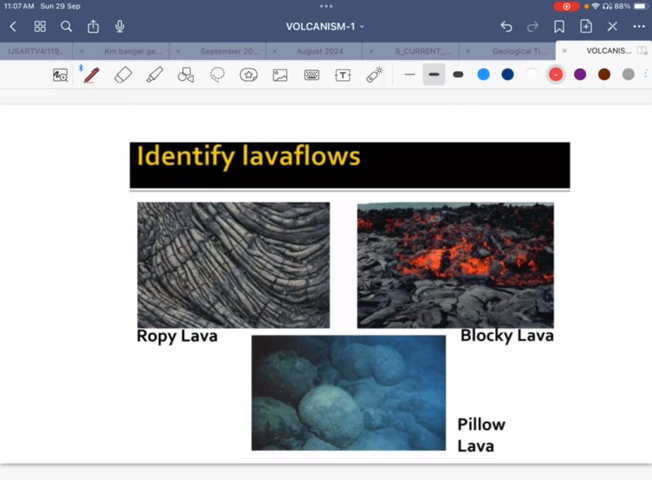 11:07 AM Sun 29 Sep
88%
VOLCANISM-1
IJSARTV4I119...
Km banger ge...
September 20...
August 2024
8_CURRENT_...
Geological Ti...
VOLCANIS...
Identify lavaflows
Ropy Lava
Blocky Lava
Pillow
Lava